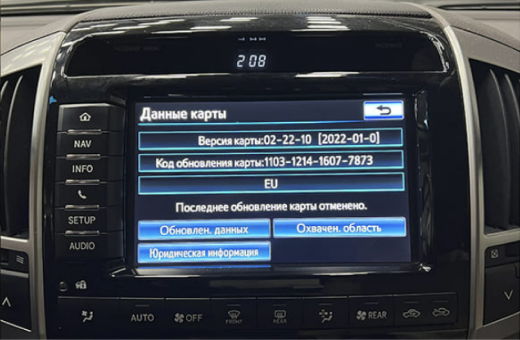 2:08
Данные карты
Версия карты:02-22-10 [2022-01-0]
Код обновления карты:1103-1214-1607-7873
EU
Последнее обновление карты отменено.
Обновлен. данных
Охвачен. область
Юридическая информация
NAV
INFO
SETUP
AUDIO
AUTO
OFF
FRONT
REAR
REAR